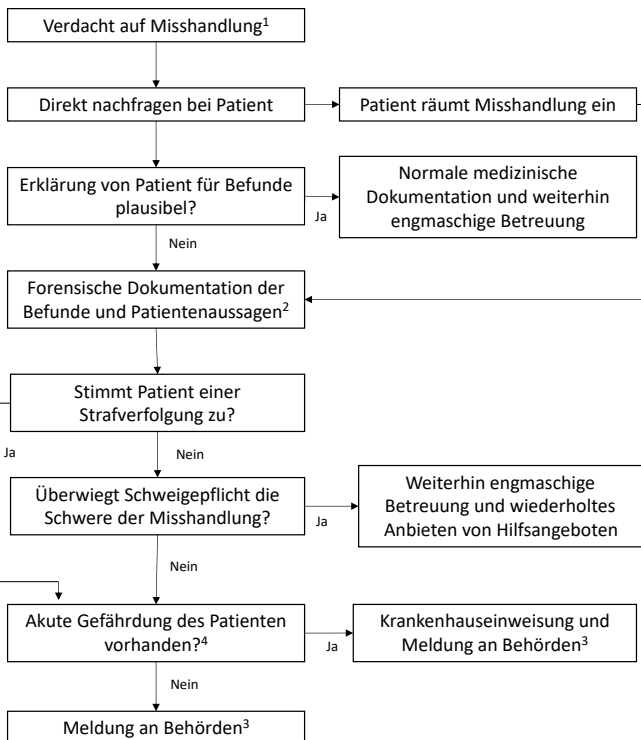 Verdacht auf Misshandlung¹
Direkt nachfragen bei Patient
Patient räumt Misshandlung ein
Erklärung von Patient für Befunde
plausibel?
Ja
Normale medizinische
Dokumentation und weiterhin
engmaschige Betreuung
Nein
Forensische Dokumentation der
Befunde und Patientenaussagen²
Stimmt Patient einer
Strafverfolgung zu?
Ja
Nein
Überwiegt Schweigepflicht die
Schwere der Misshandlung?
Ja
Weiterhin engmaschige
Betreuung und wiederholtes
Anbieten von Hilfsangeboten
Nein
Akute Gefährdung des Patienten
vorhanden?⁴
Ja
Krankenhauseinweisung und
Meldung an Behörden³
Nein
Meldung an Behörden³